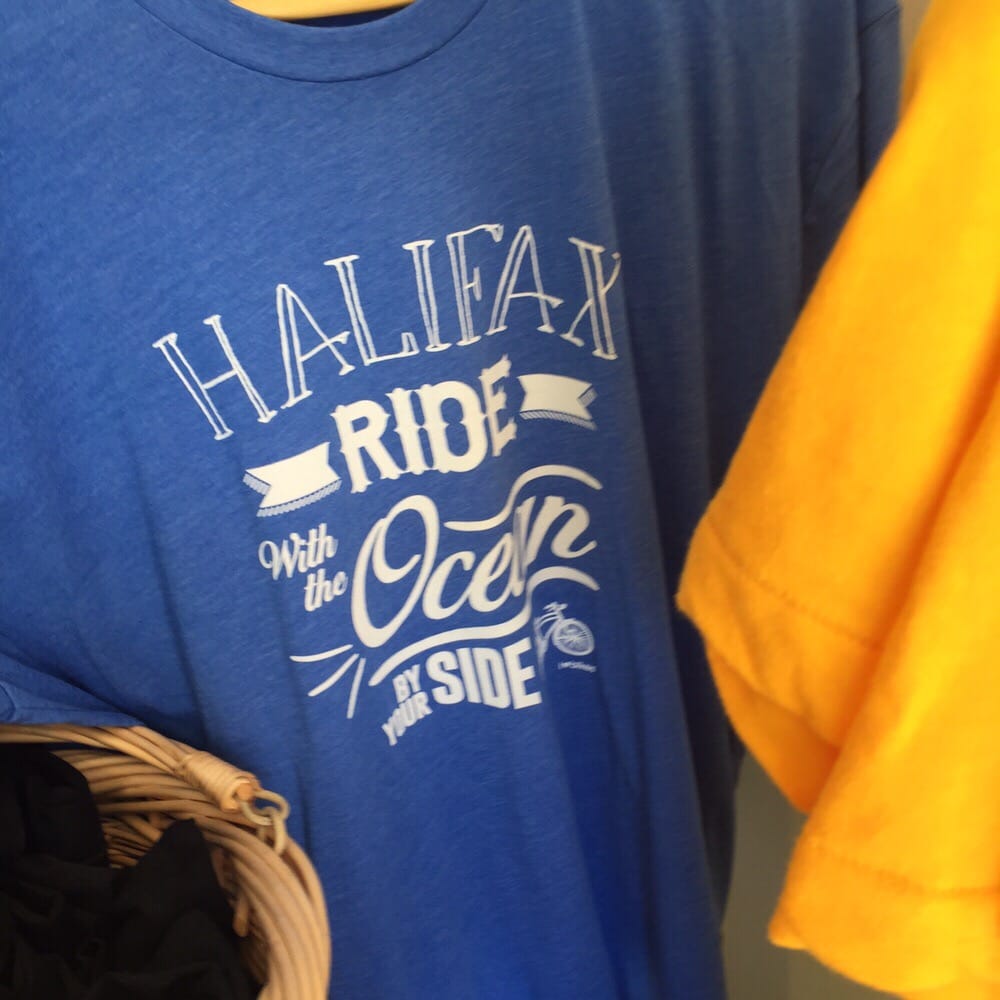 HALIFAX
RIDE
With
the
Ocean
BY
YOUR
SIDE